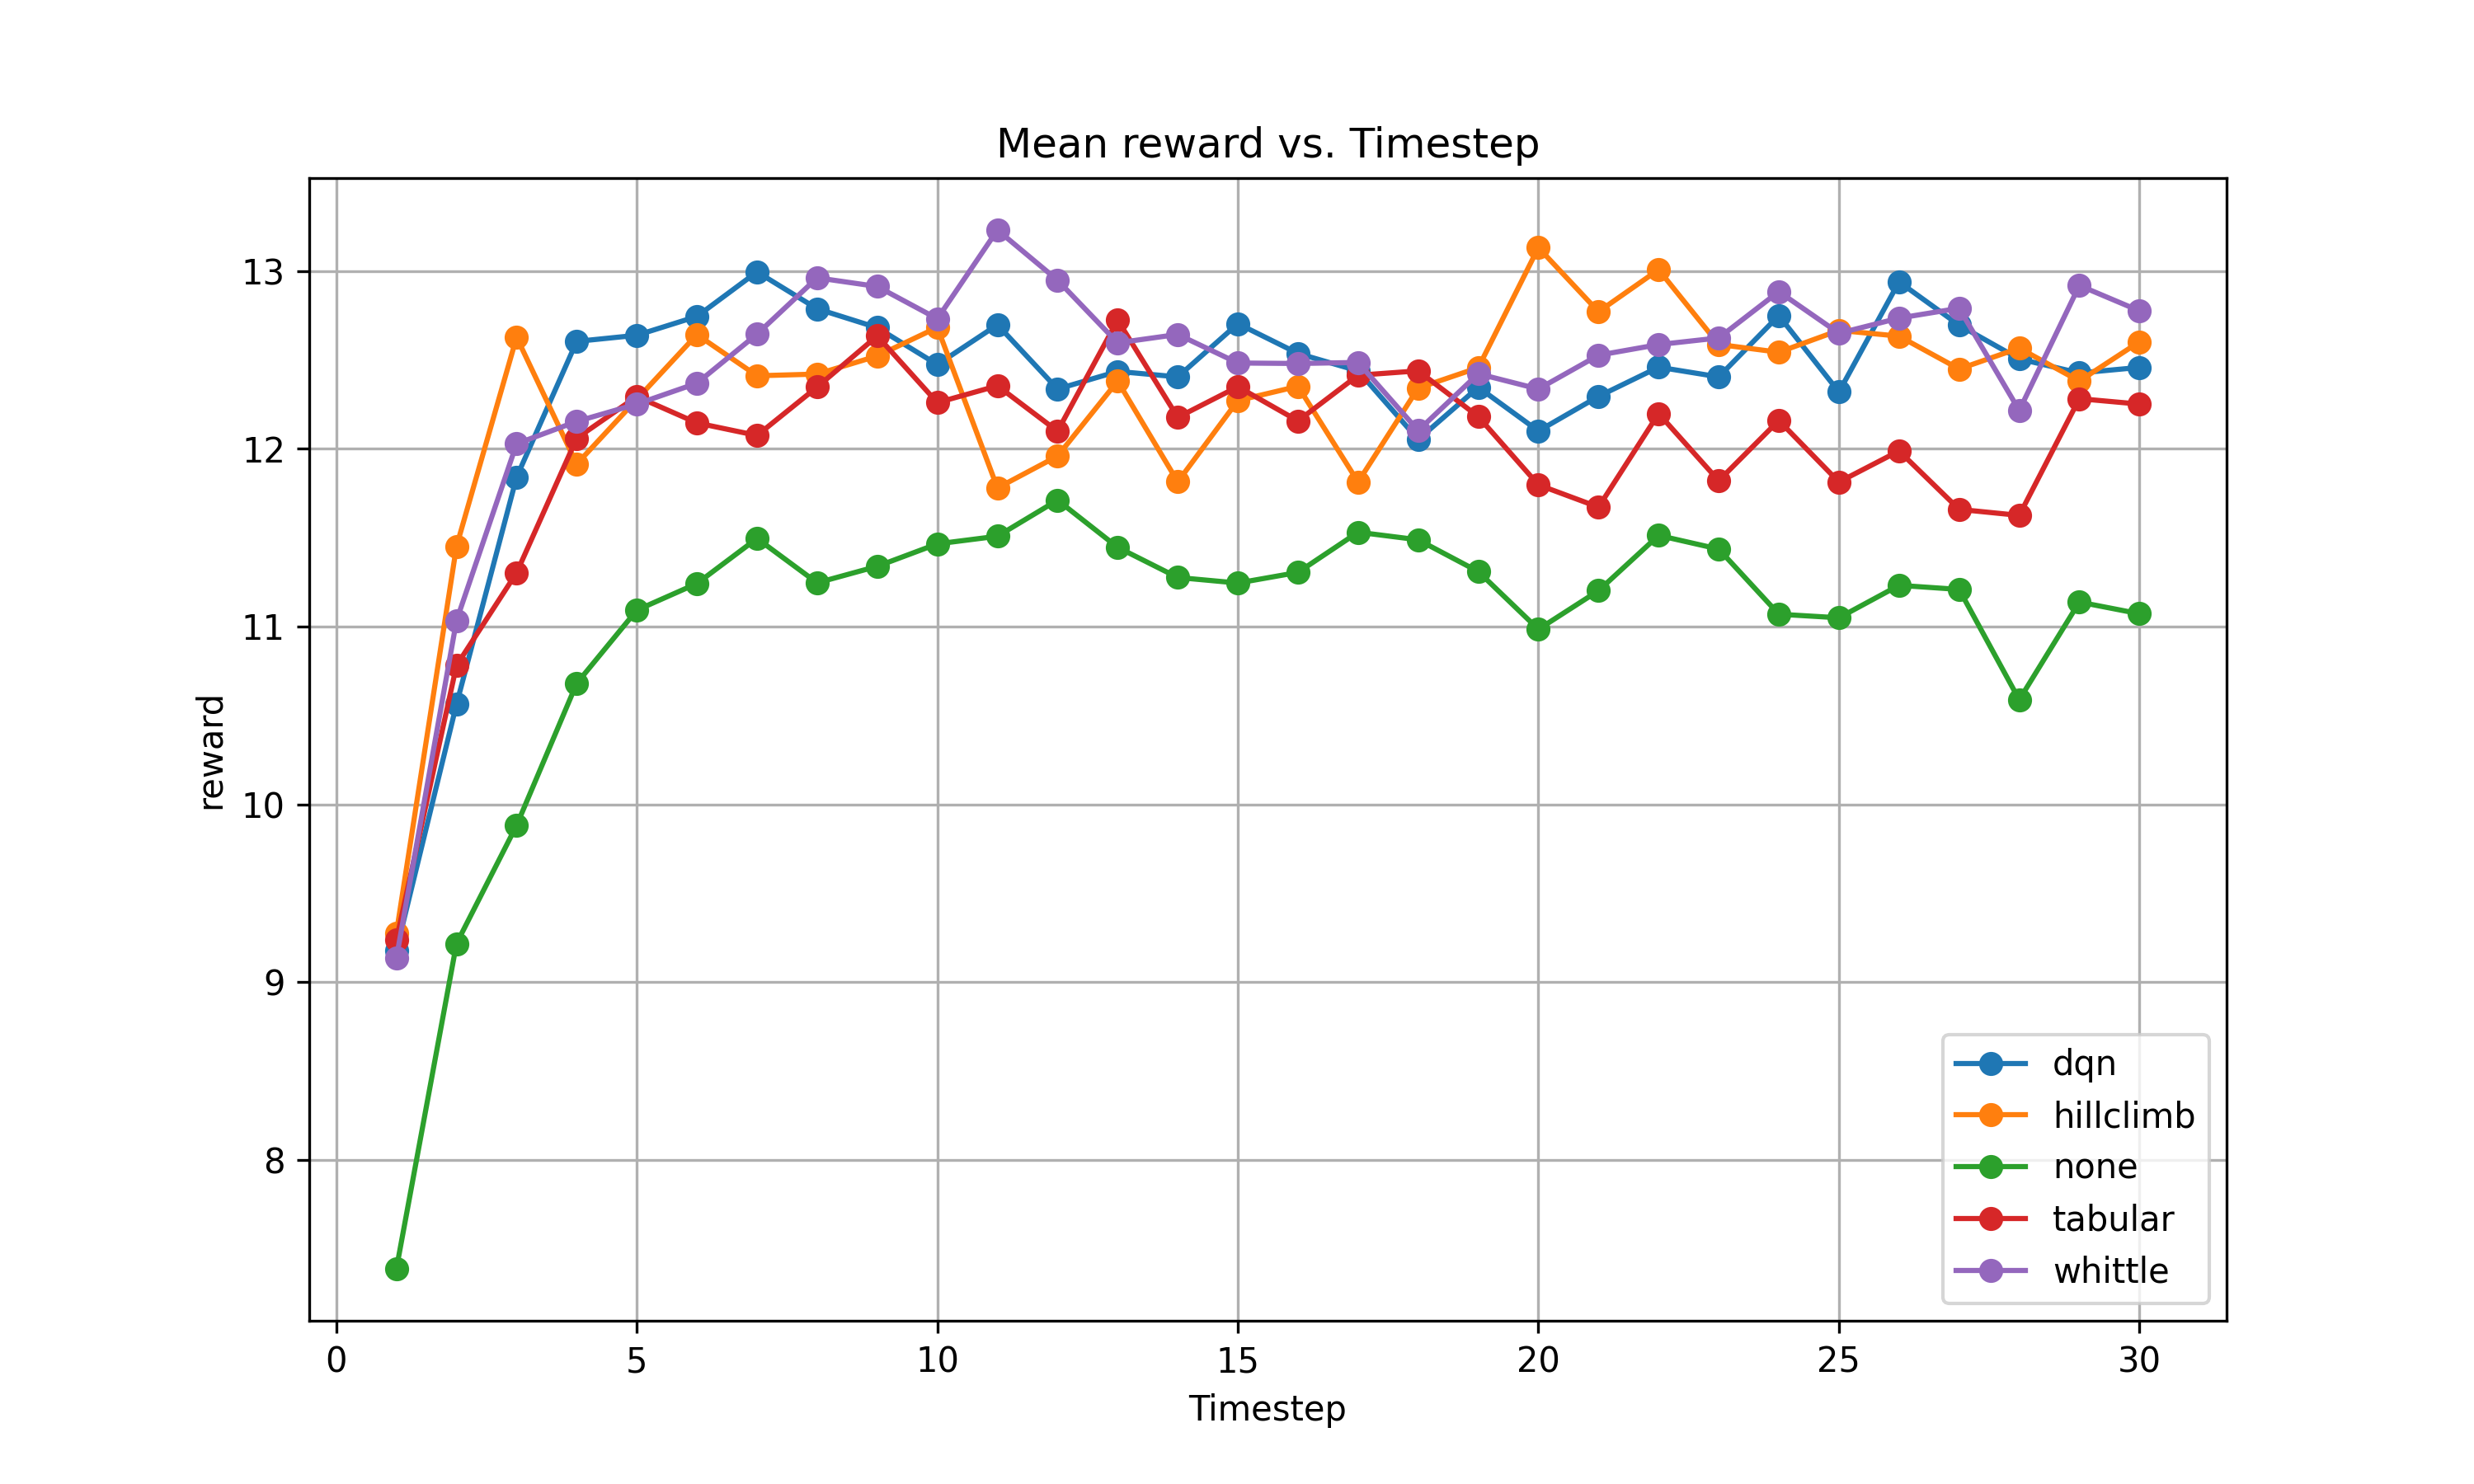 Mean reward vs. Timestep
13
12
11
10
9
8
reward
0 5 10 15 20 25 30
Timestep
dqn
hillclimb
none
tabular
whittle